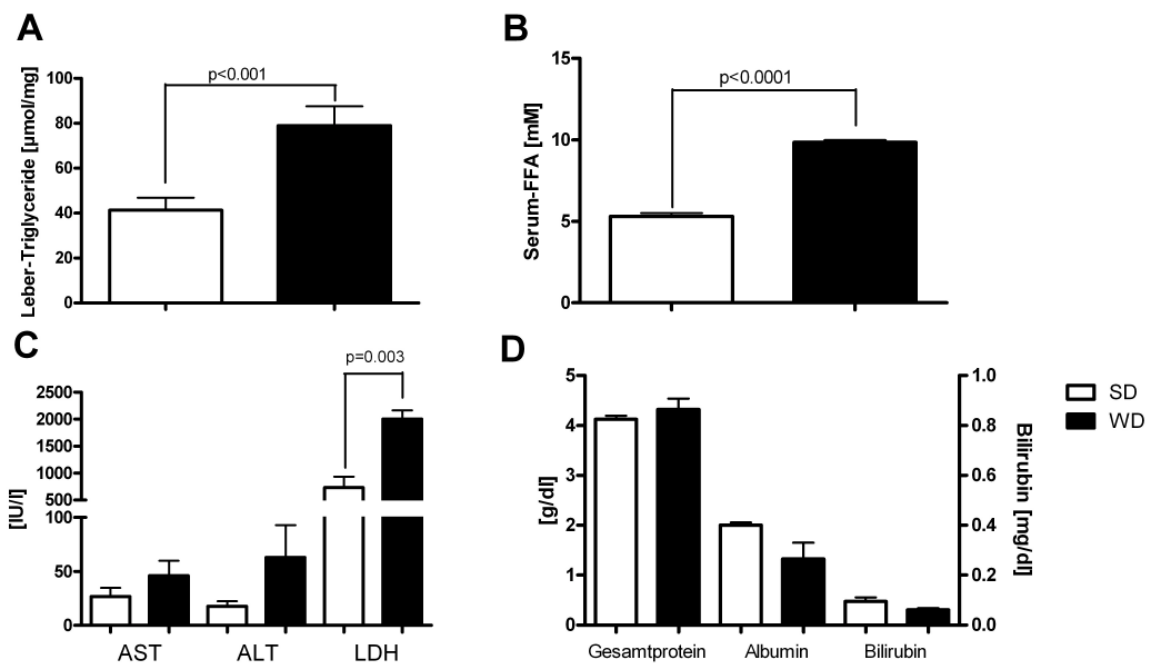 A
B
p<0.001
p<0.0001
Leber-Triglyceride [µmol/mg]
100
80
60
40
20
0
Serum-FFA [mM]
15
10
5
0
C
D
p=0.003
[IU/l]
2500
2000
1500
1000
500
100
50
0
AST ALT LDH
[g/dl]
5
4
3
2
1
0
1.0
0.8
0.6
0.4
0.2
0.0
Bilirubin [mg/dl]
Gesamtprotein Albumin Bilirubin
SD
WD